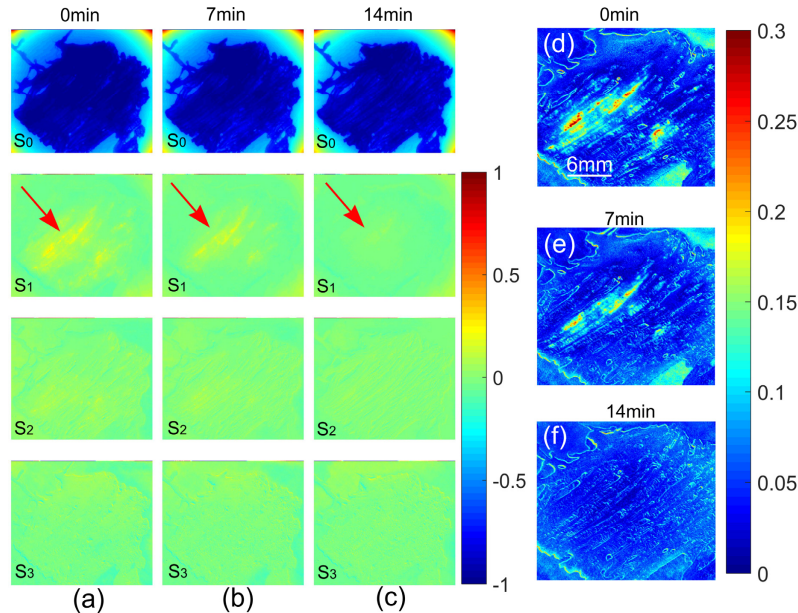 0min 7min 14min
S0 S0 S0
S1 S1 S1
S2 S2 S2
S3 S3 S3
(a) (b) (c)
1
0.5
0
-0.5
-1
0min
(d)
6mm
7min
(e)
14min
(f)
0.3
0.25
0.2
0.15
0.1
0.05
0